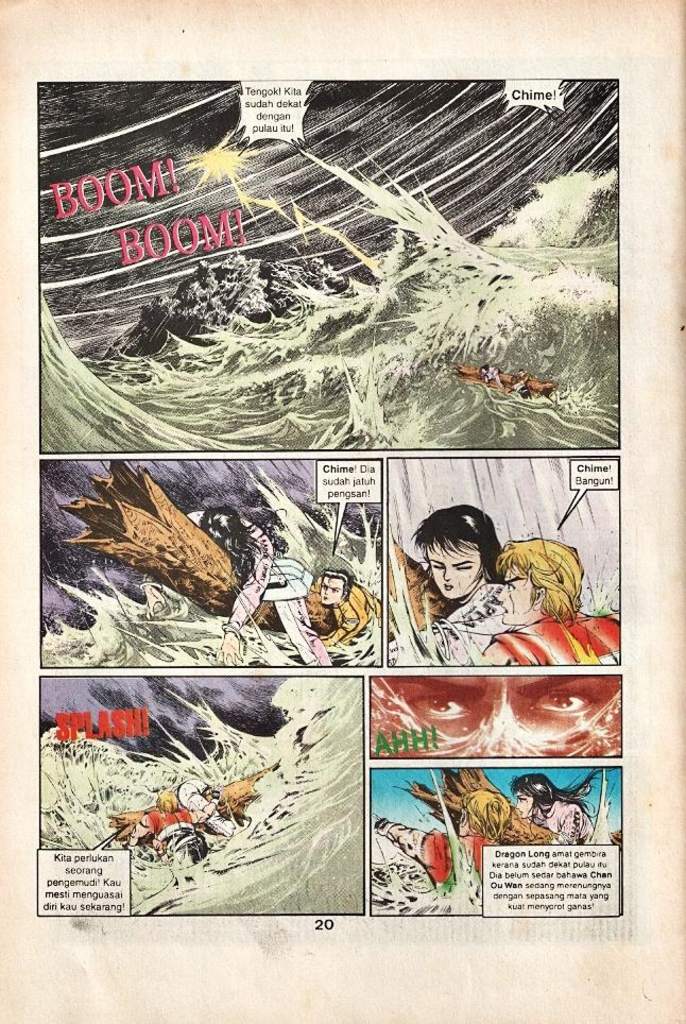 Tengok! Kita
sudah dekat
dengan
pulau itu!
Chime!
BOOM!
BOOM!
Chime! Dia
sudah jatuh
pengsan!
Chime!
Bangun!
SPLASH!
Kita perlukan
seorang
pengemudi! Kau
mesti menguasai
diri kau sekarang!
AHH!
Dragon Long amat gembira
kerana sudah dekat pulau itu.
Dia belum sedar bahawa Chan
Ou Wan sedang merenungnya
dengan sepasang mata yang
kuat menyorot ganas!
20